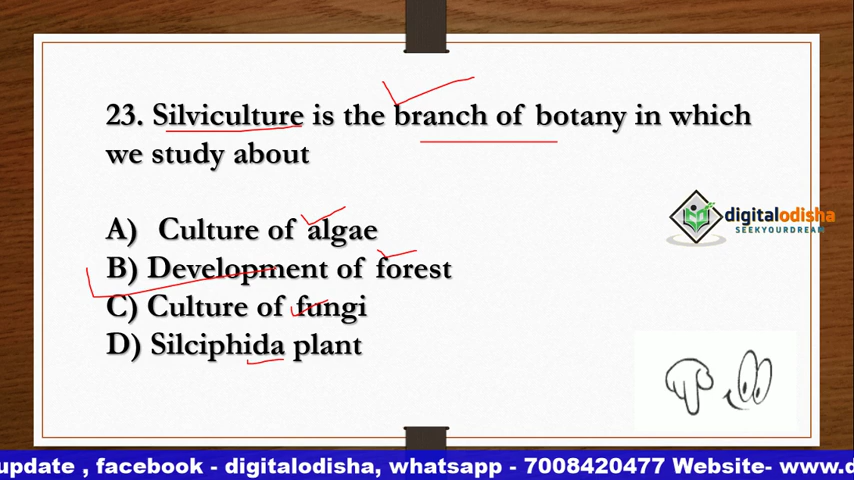 23. Silviculture is the branch of botany in which
we study about
A) Culture of algae
B) Development of forest
C) Culture of fungi
D) Silciphida plant
digitalodisha
SEEKYOURDREAM
update , facebook - digitalodisha, whatsapp - 7008420477 Website- www.d